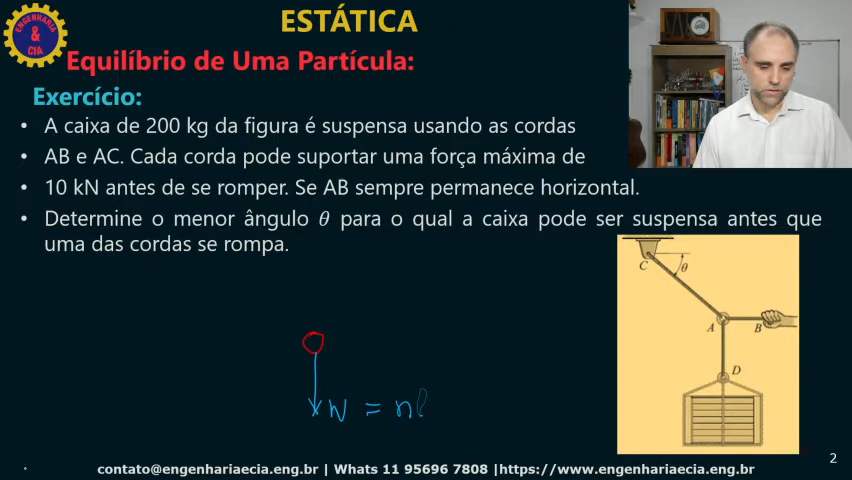 ENGENHARIA
&
CIA
ESTÁTICA
Equilíbrio de Uma Partícula:
Exercício:
• A caixa de 200 kg da figura é suspensa usando as cordas
• AB e AC. Cada corda pode suportar uma força máxima de
• 10 kN antes de se romper. Se AB sempre permanece horizontal.
• Determine o menor ângulo θ para o qual a caixa pode ser suspensa antes que
uma das cordas se rompa.
C
θ
A
B
D
W = m
2
contato@engenhariaecia.eng.br | Whats 11 95696 7808 |https://www.engenhariaecia.eng.br